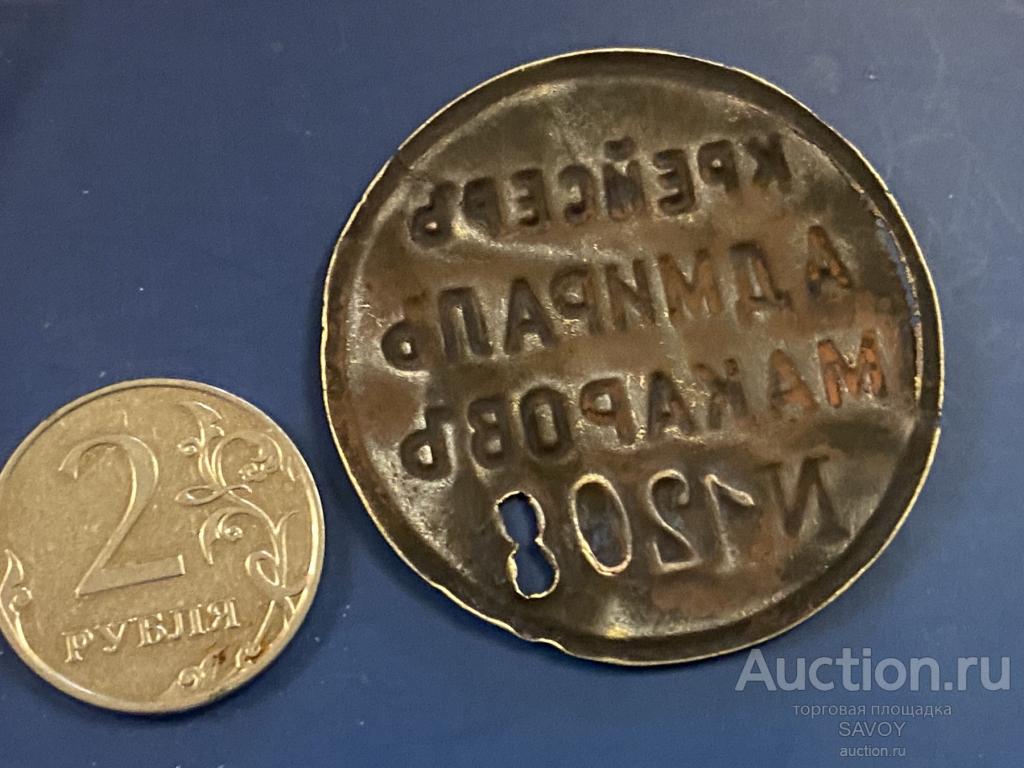 КРЕЙСЕРЪ
АДМИРАЛЪ
МАКАРОВЪ
N1208
2
РУБЛЯ
Auction.ru
торговая площадка
SAVOY
auction.ru